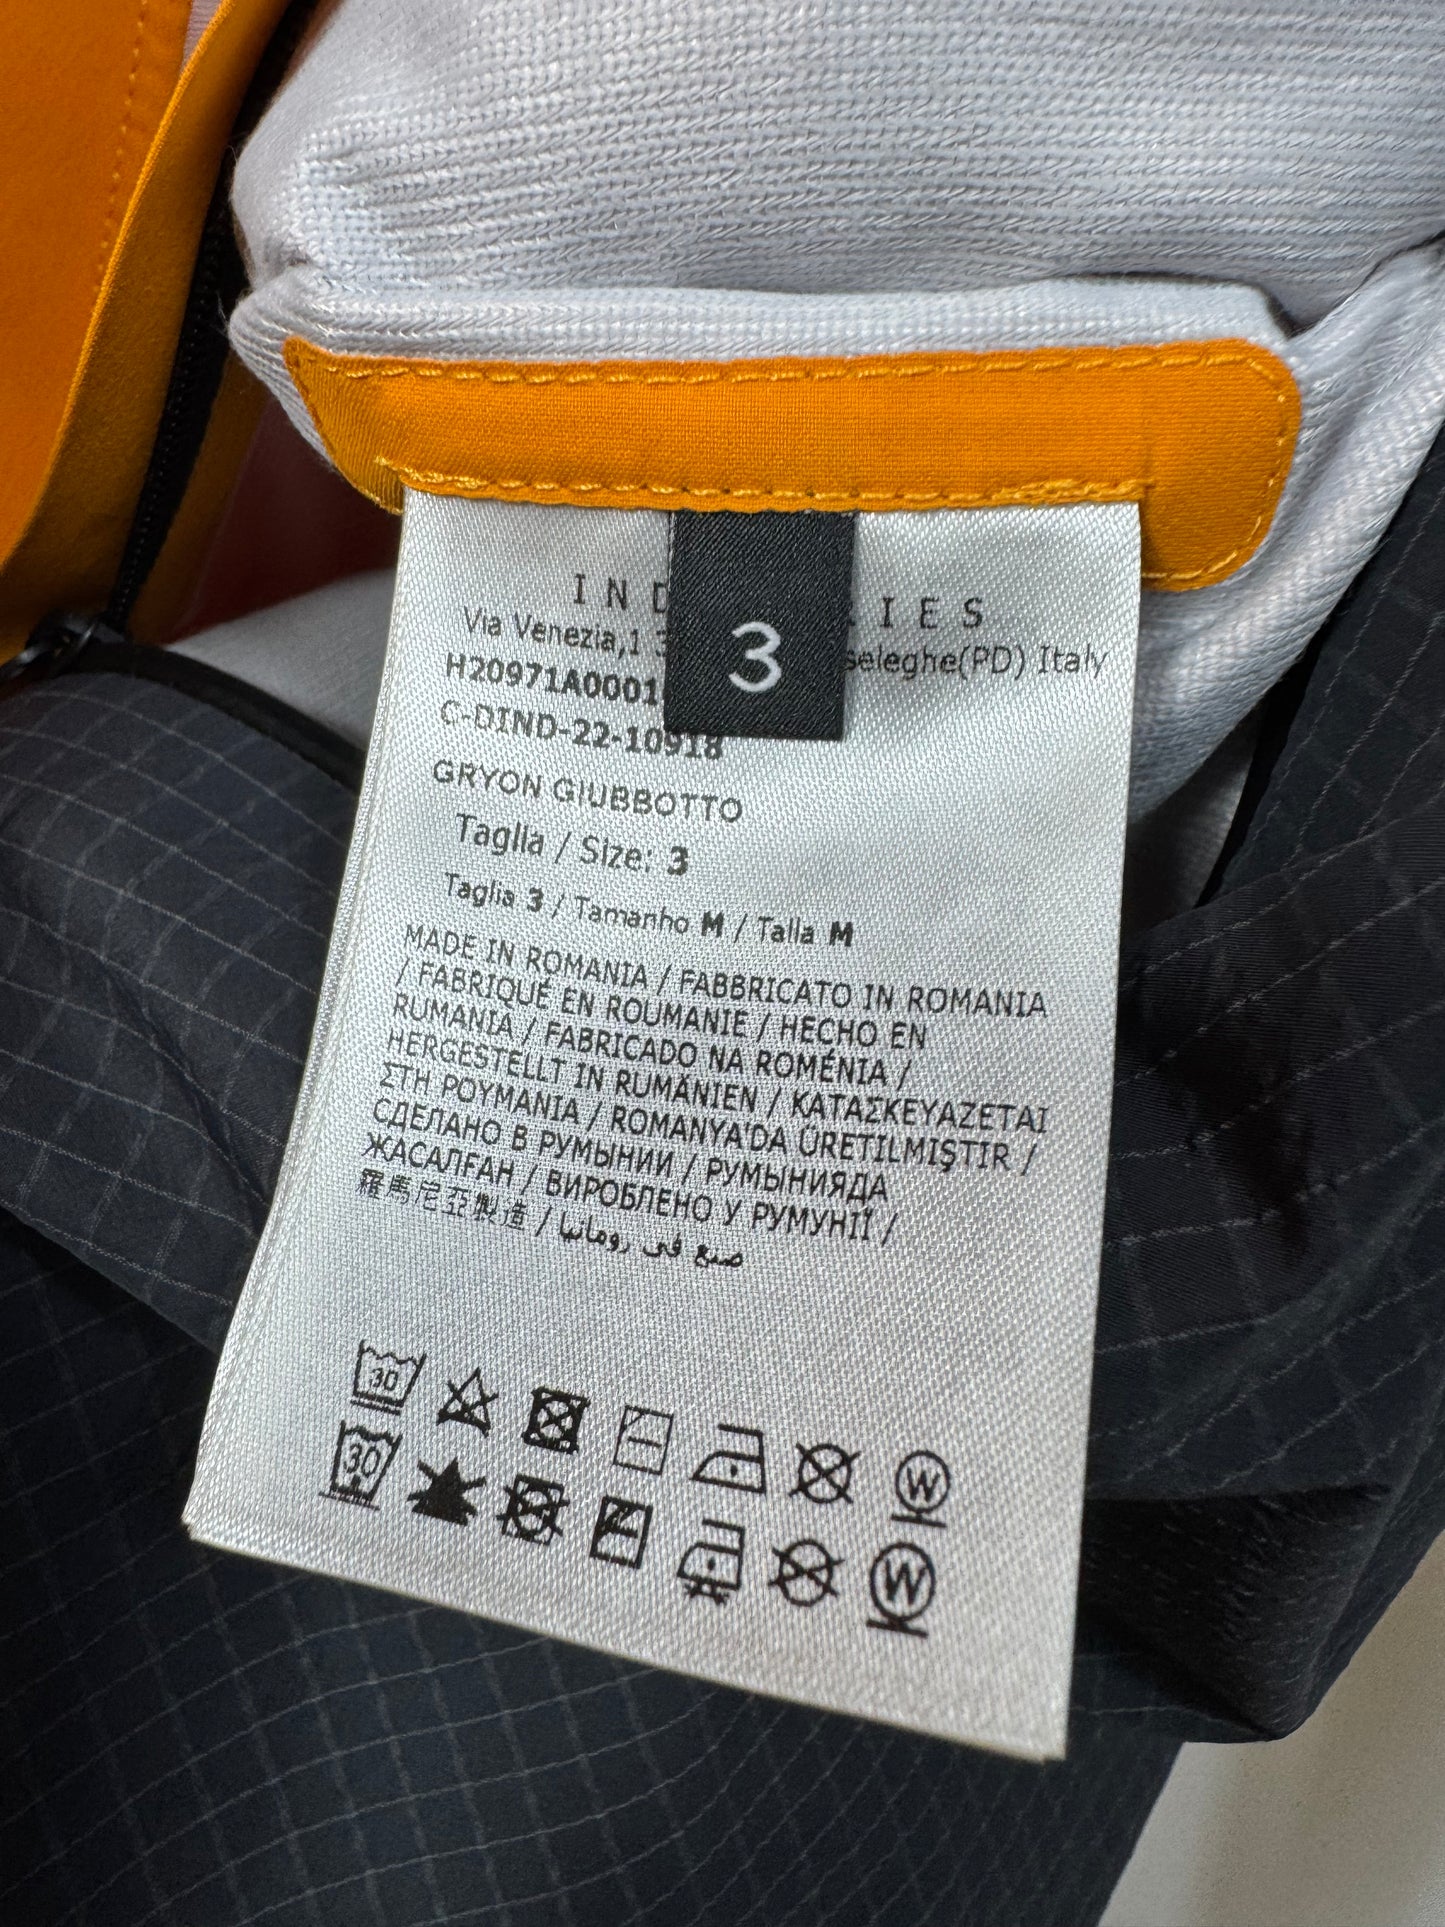 3
Via Venezia,1 seleghe(PD) Italy
H20971A0001
C-DIND-22-10918
GRYON GIUBBOTTO
Taglia / Size: 3
Taglia 3 / Tamanho M / Talla M
MADE IN ROMANIA / FABBRICATO IN ROMANIA
/ FABRIQUÉ EN ROUMANIE / HECHO EN
RUMANIA / FABRICADO NA ROMÉNIA /
HERGESTELLT IN RUMÄNIEN / ΚΑΤΑΣΚΕΥΑΖΕΤΑΙ
ΣΤΗ ΡΟΥΜΑΝΙΑ / ROMANYA'DA ÜRETILMIŞTIR /
СДЕЛАНО В РУМЫНИИ / РУМЫНИЯДА
ЖАСАЛҒАН / ВИРОБЛЕНО У РУМУНІЇ /
羅馬尼亞製造 / صنع في رومانيا
30
W
30
W